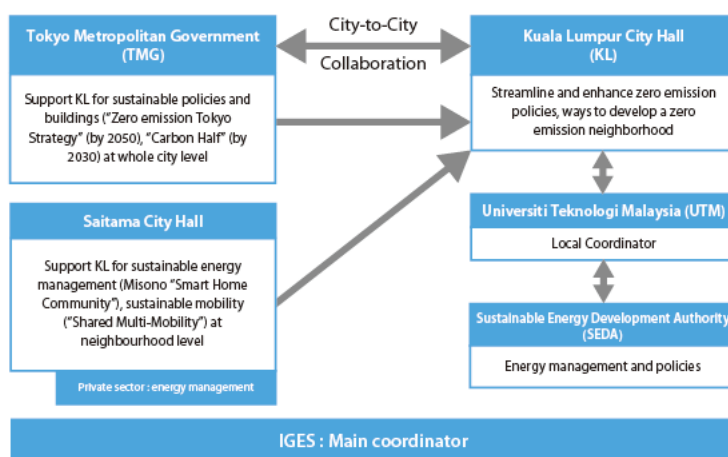 Tokyo Metropolitan Government
(TMG)
Support KL for sustainable policies and
buildings ("Zero emission Tokyo
Strategy" (by 2050), "Carbon Half" (by
2030) at whole city level
City-to-City
Collaboration
Kuala Lumpur City Hall
(KL)
Streamline and enhance zero emission
policies, ways to develop a zero
emission neighborhood
Saitama City Hall
Support KL for sustainable energy
management (Misono "Smart Home
Community"), sustainable mobility
("Shared Multi-Mobility") at
neighbourhood level
Private sector : energy management
Universiti Teknologi Malaysia (UTM)
Local Coordinator
Sustainable Energy Development Authority
(SEDA)
Energy management and policies
IGES : Main coordinator